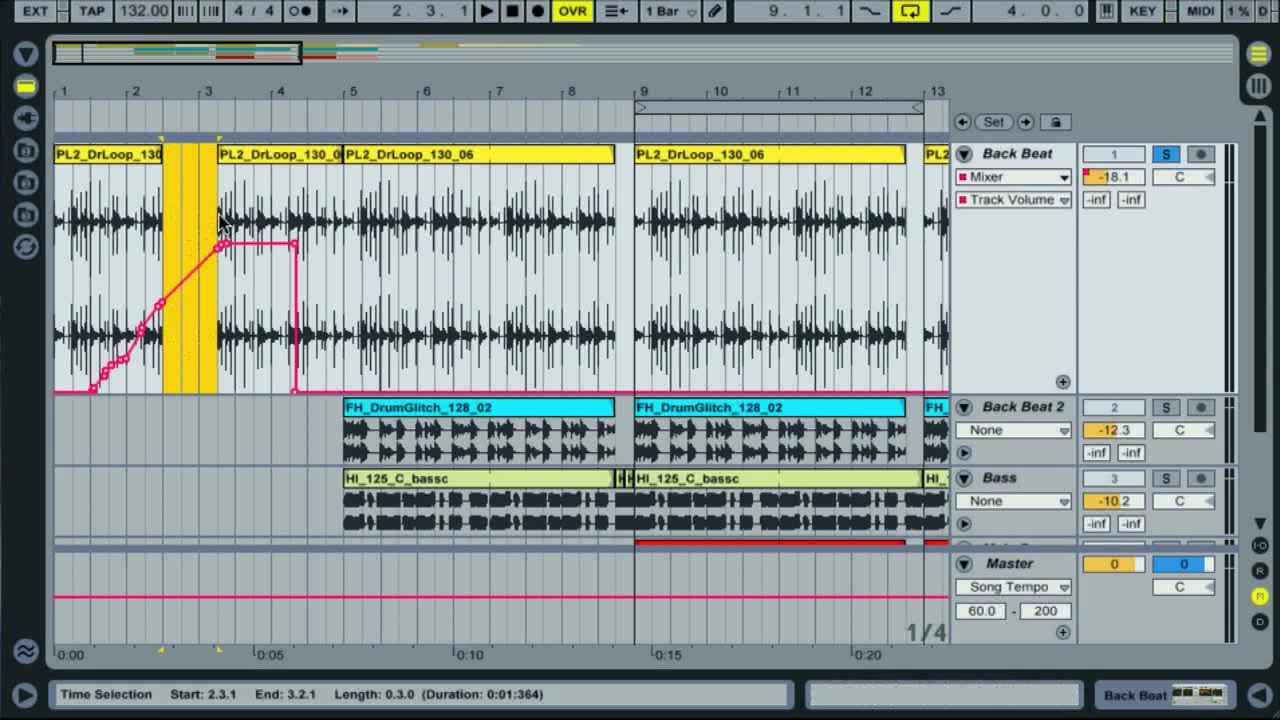 EXT TAP 132.00 4 / 4 2. 3. 1 OVR 1 Bar 9. 1. 1 4. 0. 0 KEY MIDI 1 % D
1 2 3 4 5 6 7 8 9 10 11 12 13
Set
PL2_DrLoop_130 PL2_DrLoop_130_0 PL2_DrLoop_130_06 PL2_DrLoop_130_06 PL2 Back Beat 1 S
Mixer -18.1 C
Track Volume -inf -inf
FH_DrumGlitch_128_02 FH_DrumGlitch_128_02 FH_ Back Beat 2 2 S
None -12.3 C
-inf -inf
HI_125_C_bassc HI_125_C_bassc HI_ Bass 3 S
None -10.2 C
-inf -inf
Master 0 0
Song Tempo C
60.0 - 200
1/4
0:00 0:05 0:10 0:15 0:20
I-O
R
M
D
Time Selection Start: 2.3.1 End: 3.2.1 Length: 0.3.0 (Duration: 0:01:364) Back Beat